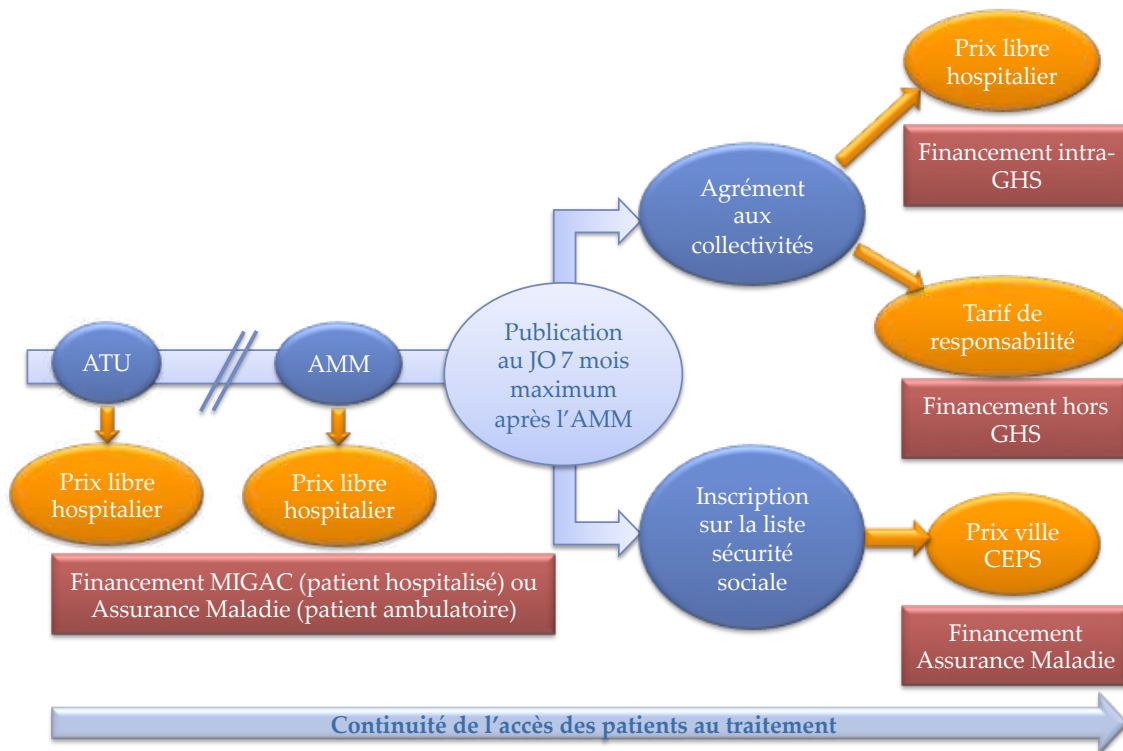 ATU
AMM
Prix libre
hospitalier
Prix libre
hospitalier
Financement MIGAC (patient hospitalisé) ou
Assurance Maladie (patient ambulatoire)
Publication
au JO 7 mois
maximum
après l’AMM
Agrément
aux
collectivités
Prix libre
hospitalier
Financement intra-
GHS
Tarif de
responsabilité
Financement hors
GHS
Inscription
sur la liste
sécurité
sociale
Prix ville
CEPS
Financement
Assurance Maladie
Continuité de l’accès des patients au traitement